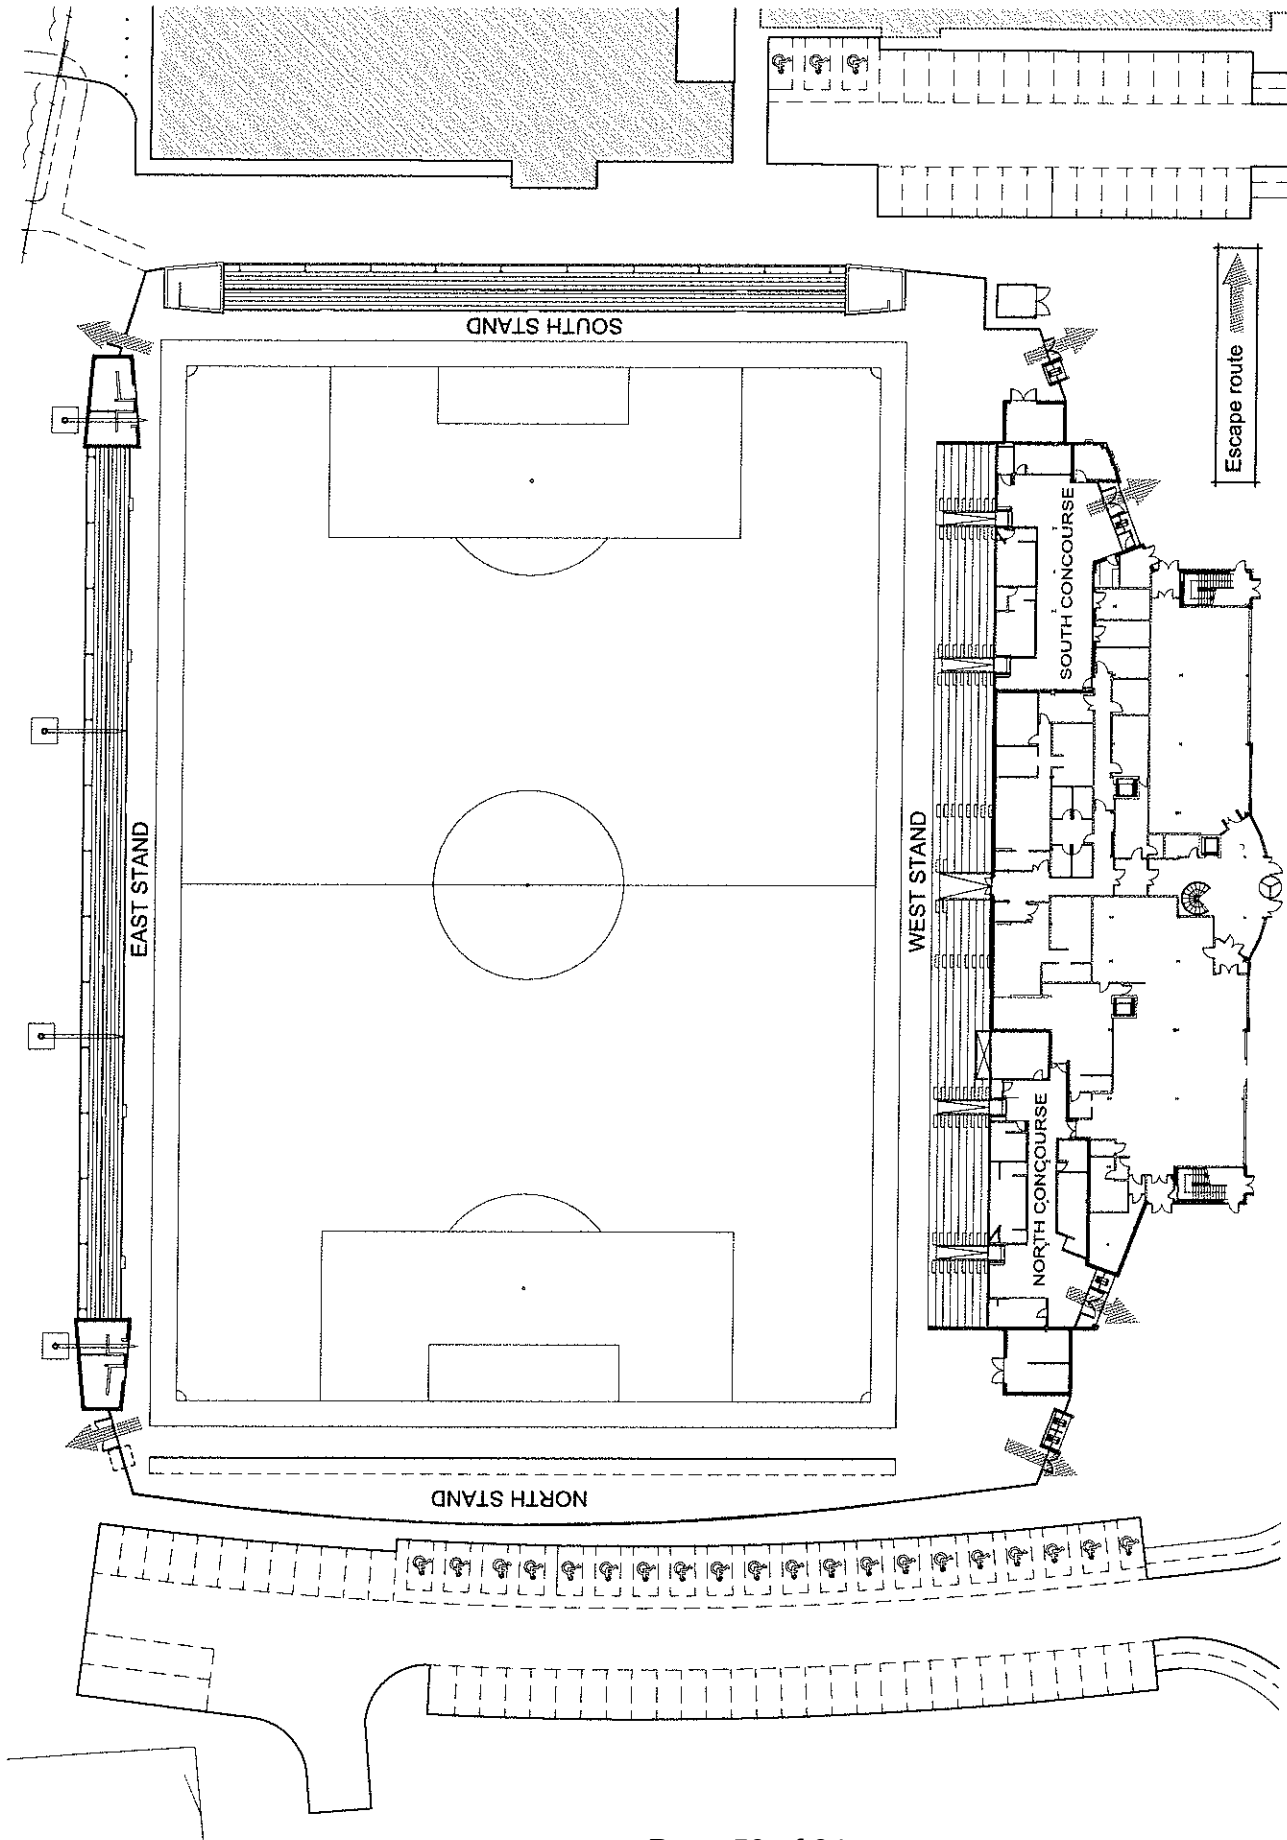 SOUTH STAND
Escape route
SOUTH CONCOURSE
EAST STAND
WEST STAND
NORTH CONCOURSE
NORTH STAND